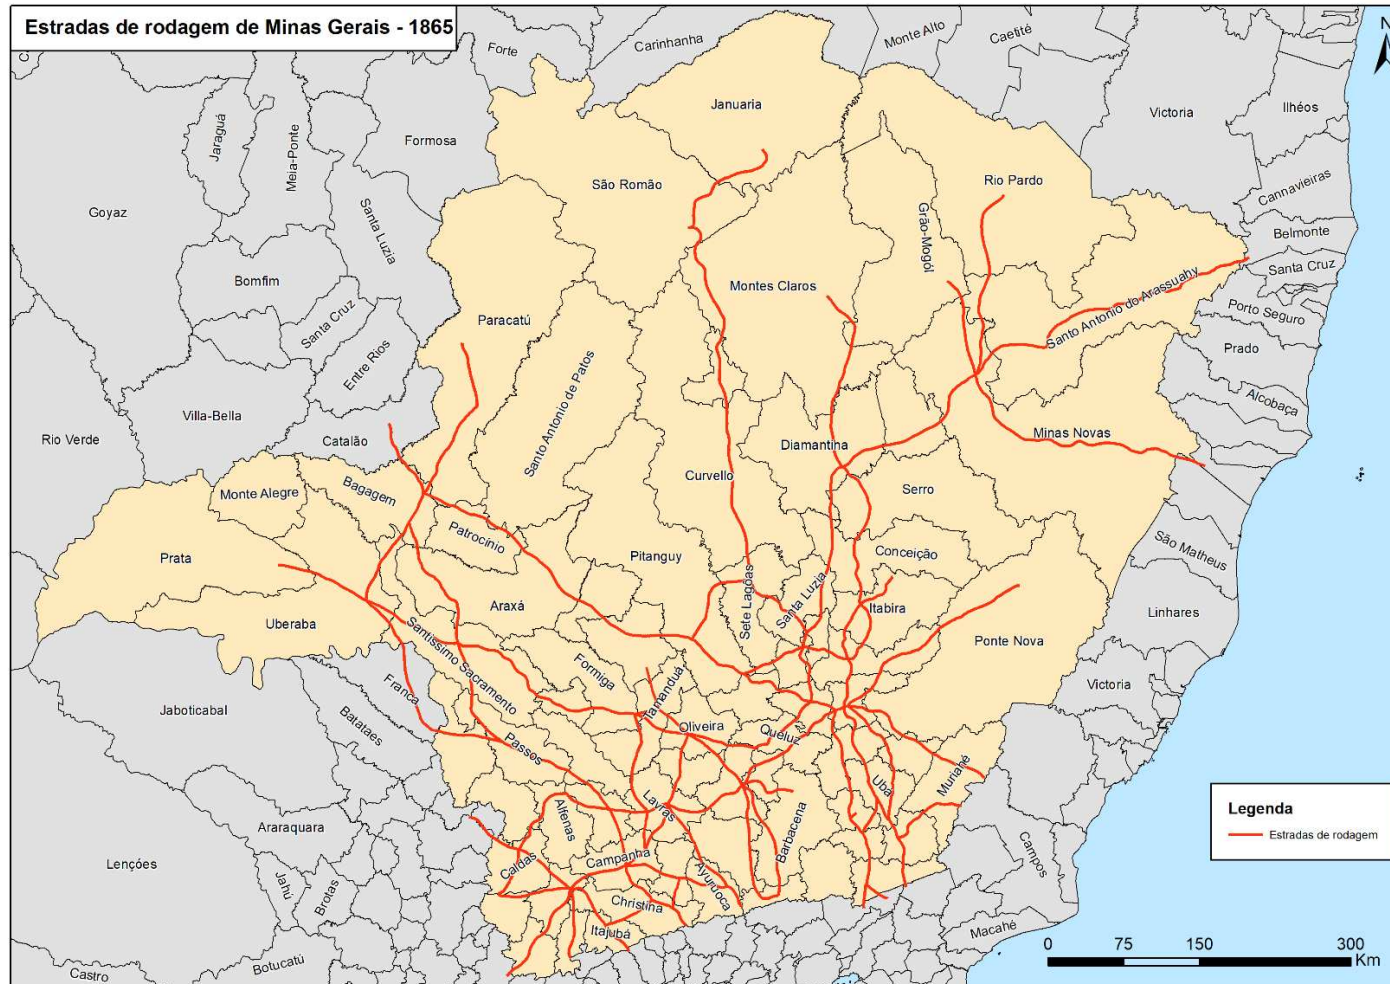 Estradas de rodagem de Minas Gerais - 1865
Forte
Carinhanha
Monte Alto
Caetité
N
Januaria
Victoria
Ilhéos
Jaraguá
Meia-Ponte
Formosa
São Romão
Rio Pardo
Cannavieiras
Goyaz
Santa Luzia
Grão-Mogól
Belmonte
Santa Cruz
Bomfim
Montes Claros
Santo Antonio do Arassuahy
Santa Cruz
Paracatú
Porto Seguro
Entre Rios
Santo Antonio de Patos
Prado
Villa-Bella
Alcobaça
Rio Verde
Catalão
Diamantina
Minas Novas
Curvello
Monte Alegre
Bagagem
Serro
Patrocínio
Prata
Pitanguy
Conceição
São Matheus
Araxá
Sete Lagoas
Santa Luzia
Itabira
Linhares
Uberaba
Santissimo Sacramento
Ponte Nova
Formiga
Tamanduá
Victoria
Franca
Jaboticabal
Batataes
Oliveira
Queluz
Passos
Muriané
Uba
Legenda
Estradas de rodagem
Alfenas
Lavras
Barbacena
Araraquara
Campos
Lençóes
Caldas
Campanha
Ayuruoca
Jahú
Brotas
Christina
Itajubá
Macahé
Botucatú
Castro
0 75 150 300
Km